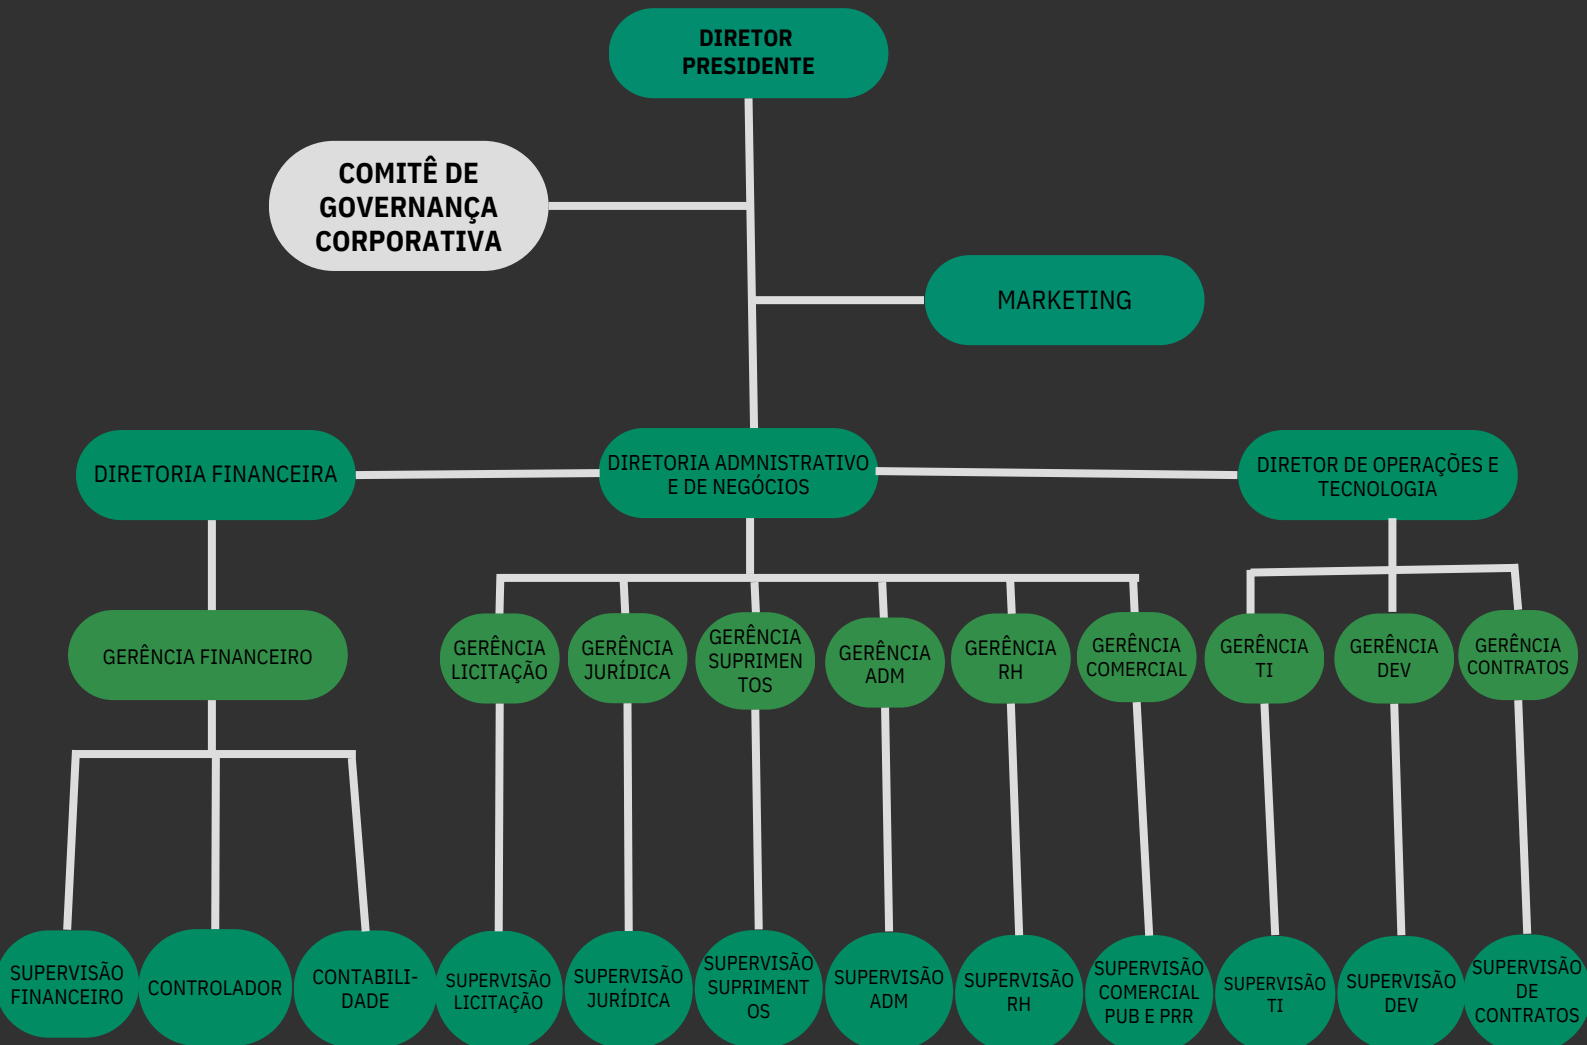 DIRETOR
PRESIDENTE
COMITÊ DE
GOVERNANÇA
CORPORATIVA
MARKETING
DIRETORIA FINANCEIRA
DIRETORIA ADMNISTRATIVO
E DE NEGÓCIOS
DIRETOR DE OPERAÇÕES E
TECNOLOGIA
GERÊNCIA FINANCEIRO
GERÊNCIA
LICITAÇÃO
GERÊNCIA
JURÍDICA
GERÊNCIA
SUPRIMEN
TOS
GERÊNCIA
ADM
GERÊNCIA
RH
GERÊNCIA
COMERCIAL
GERÊNCIA
TI
GERÊNCIA
DEV
GERÊNCIA
CONTRATOS
SUPERVISÃO
FINANCEIRO
CONTROLADOR
CONTABILI-
DADE
SUPERVISÃO
LICITAÇÃO
SUPERVISÃO
JURÍDICA
SUPERVISÃO
SUPRIMENT
OS
SUPERVISÃO
ADM
SUPERVISÃO
RH
SUPERVISÃO
COMERCIAL
PUB E PRR
SUPERVISÃO
TI
SUPERVISÃO
DEV
SUPERVISÃO
DE
CONTRATOS